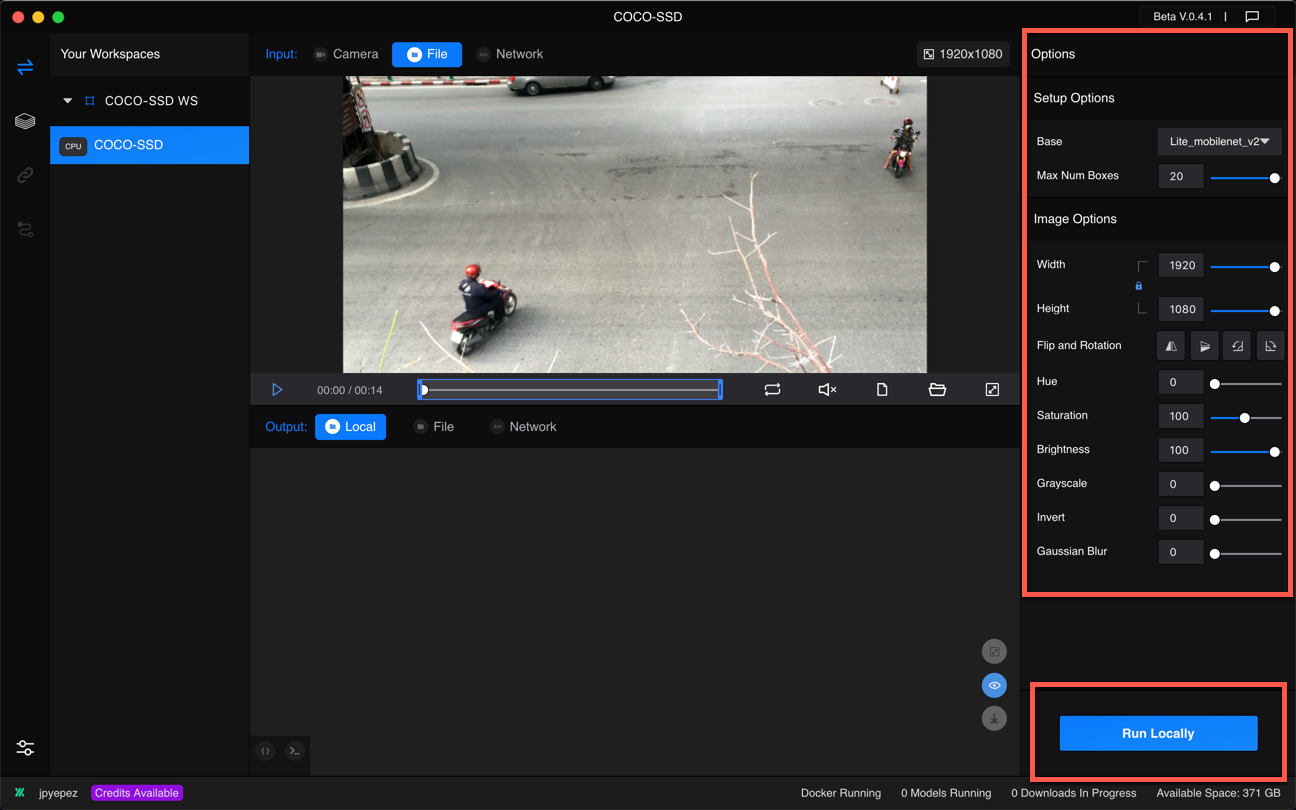 COCO-SSD
Beta V.0.4.1 |
Your Workspaces
COCO-SSD WS
CPU COCO-SSD
Input: Camera File Network 1920x1080
00:00 / 00:14
Output: Local File Network
Options
Setup Options
Base Lite_mobilenet_v2
Max Num Boxes 20
Image Options
Width 1920
Height 1080
Flip and Rotation
Hue 0
Saturation 100
Brightness 100
Grayscale 0
Invert 0
Gaussian Blur 0
Run Locally
jpyepez Credits Available Docker Running 0 Models Running 0 Downloads In Progress Available Space: 371 GB